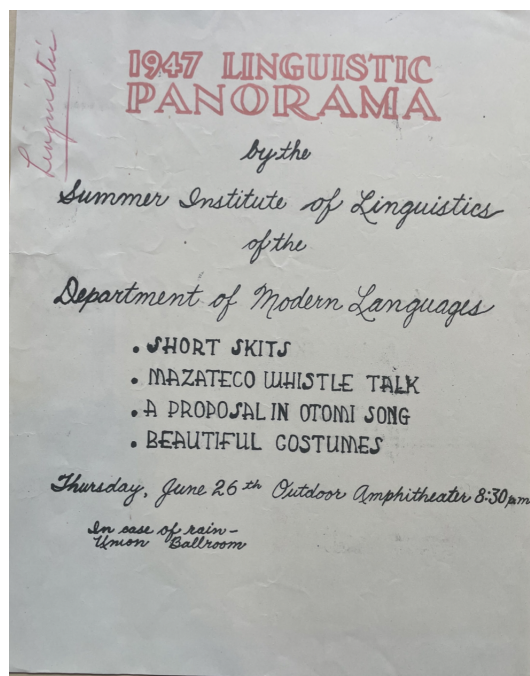 Linguistic
1947 LINGUISTIC
PANORAMA
by the
Summer Institute of Linguistics
of the
Department of Modern Languages
• SHORT SKITS
• MAZATECO WHISTLE TALK
• A PROPOSAL IN OTOMI SONG
• BEAUTIFUL COSTUMES
Thursday, June 26th Outdoor Amphitheater 8:30 p.m
In case of rain–
Union Ballroom